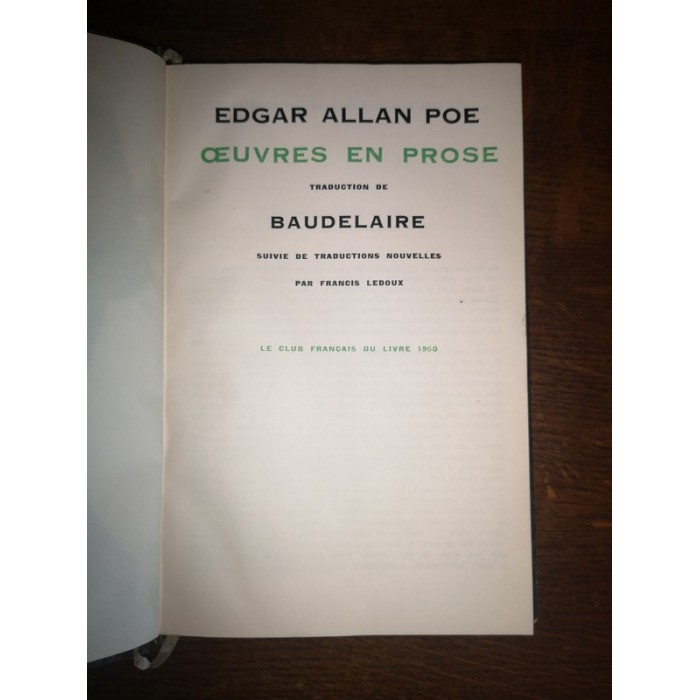 EDGAR ALLAN POE
ŒUVRES EN PROSE
TRADUCTION DE
BAUDELAIRE
SUIVIE DE TRADUCTIONS NOUVELLES
PAR FRANCIS LEDOUX
LE CLUB FRANÇAIS DU LIVRE 1960